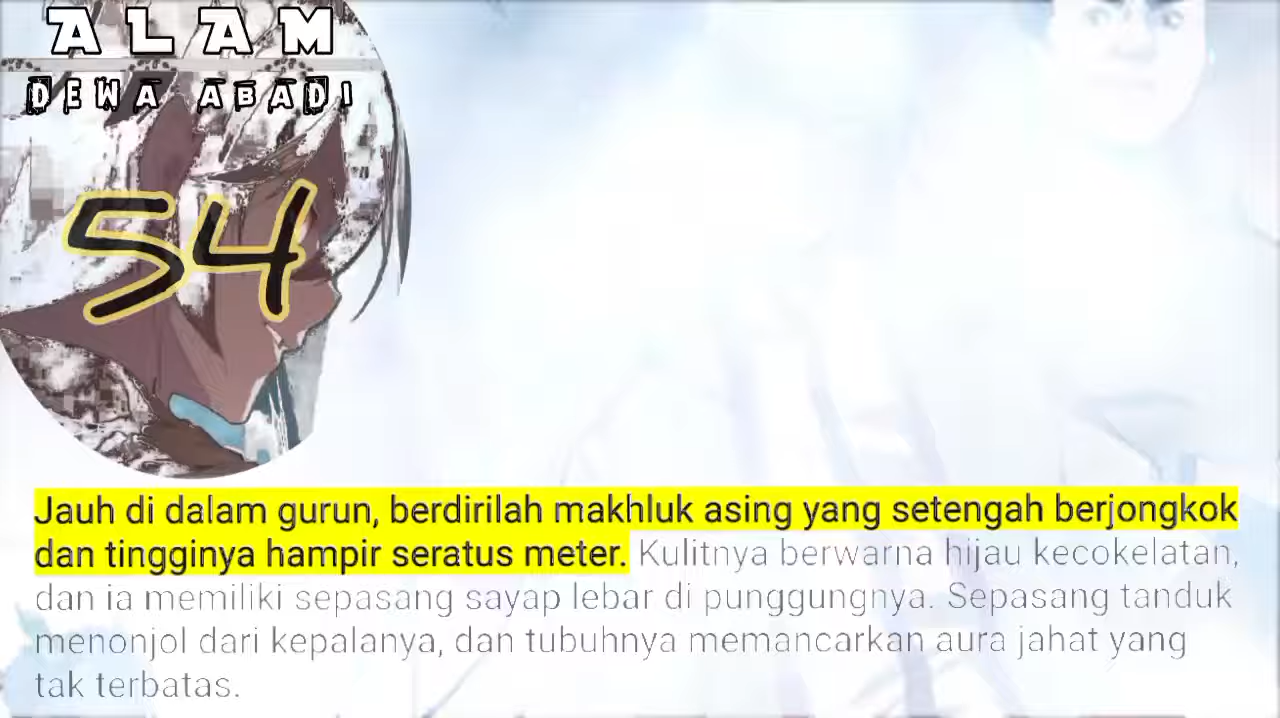 ALAM
DEWA ABADI
54
Jauh di dalam gurun, berdirilah makhluk asing yang setengah berjongkok
dan tingginya hampir seratus meter. Kulitnya berwarna hijau kecokelatan,
dan ia memiliki sepasang sayap lebar di punggungnya. Sepasang tanduk
menonjol dari kepalanya, dan tubuhnya memancarkan aura jahat yang
tak terbatas.